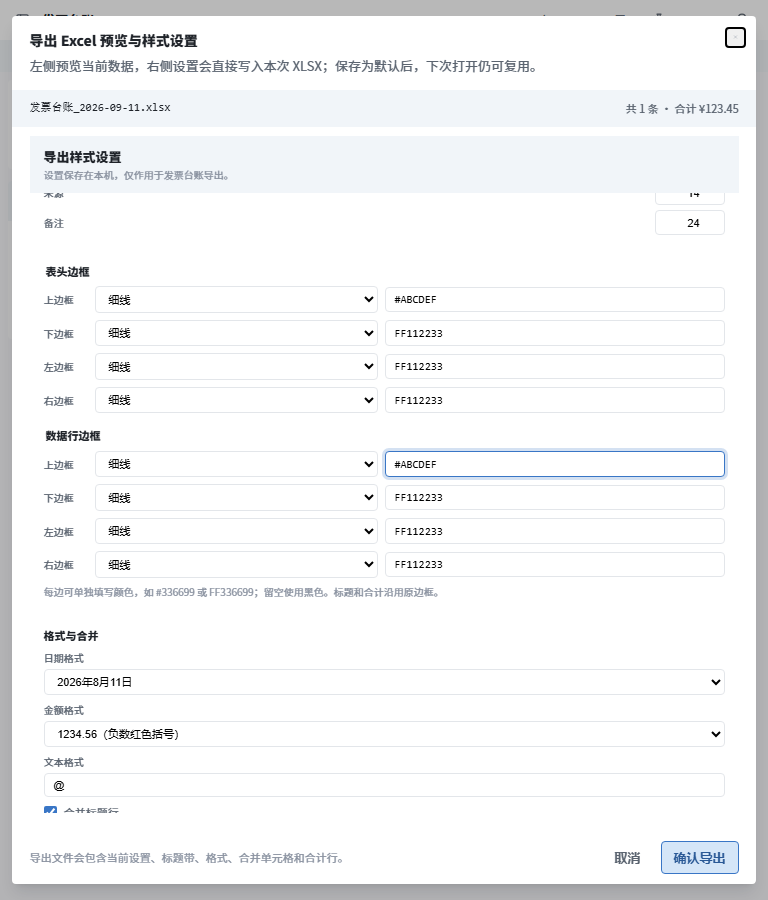 导出 Excel 预览与样式设置
左侧预览当前数据，右侧设置会直接写入本次 XLSX；保存为默认后，下次打开仍可复用。
发票台账_2026-09-11.xlsx
共 1 条 · 合计 ¥123.45
导出样式设置
设置保存在本机，仅作用于发票台账导出。
来源 14
备注 24
表头边框
上边框 细线 #ABCDEF
下边框 细线 FF112233
左边框 细线 FF112233
右边框 细线 FF112233
数据行边框
上边框 细线 #ABCDEF
下边框 细线 FF112233
左边框 细线 FF112233
右边框 细线 FF112233
每边可单独填写颜色，如 #336699 或 FF336699；留空使用黑色。标题和合计沿用原边框。
格式与合并
日期格式
2026年8月11日
金额格式
1234.56（负数红色括号）
文本格式
@
合并标题行
导出文件会包含当前设置、标题带、格式、合并单元格和合计行。
取消
确认导出